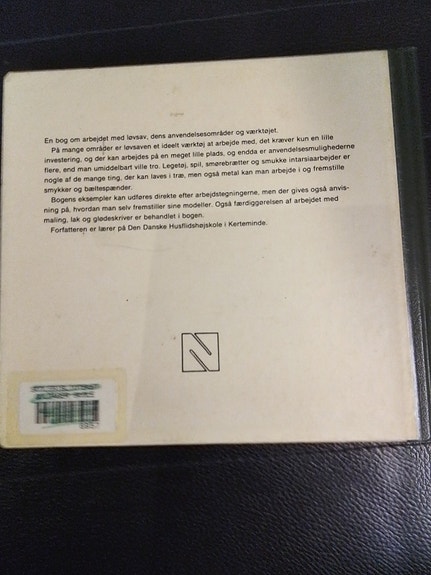 En bog om arbejdet med løvsav, dens anvendelsesområder og værktøjet.
På mange områder er løvsaven et ideelt værktøj at arbejde med, det kræver kun en lille
investering, og der kan arbejdes på en meget lille plads, og endda er anvendelsesmulighederne
flere, end man umiddelbart ville tro. Legetøj, spil, smørebrætter og smukke intarsiaarbejder er
nogle af de mange ting, der kan laves i træ, men også metal kan man arbejde i og fremstille
smykker og bæltespænder.
Bogens eksempler kan udføres direkte efter arbejdstegningerne, men der gives også anvis-
ning på, hvordan man selv fremstiller sine modeller. Også færdiggørelsen af arbejdet med
maling, lak og glødeskriver er behandlet i bogen.
Forfatteren er lærer på Den Danske Husflidshøjskole i Kerteminde.